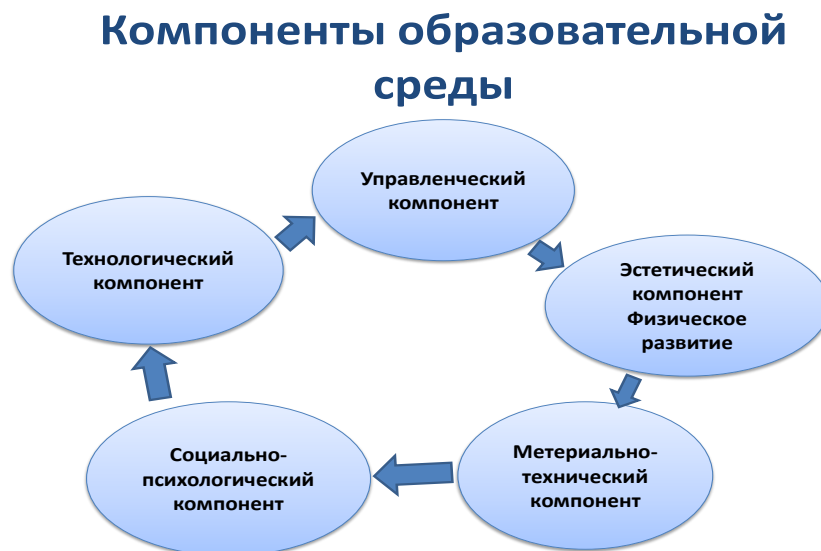 Компоненты образовательной
среды
Управленческий
компонент
Эстетический
компонент
Физическое
развитие
Метериально-
технический
компонент
Социально-
психологический
компонент
Технологический
компонент